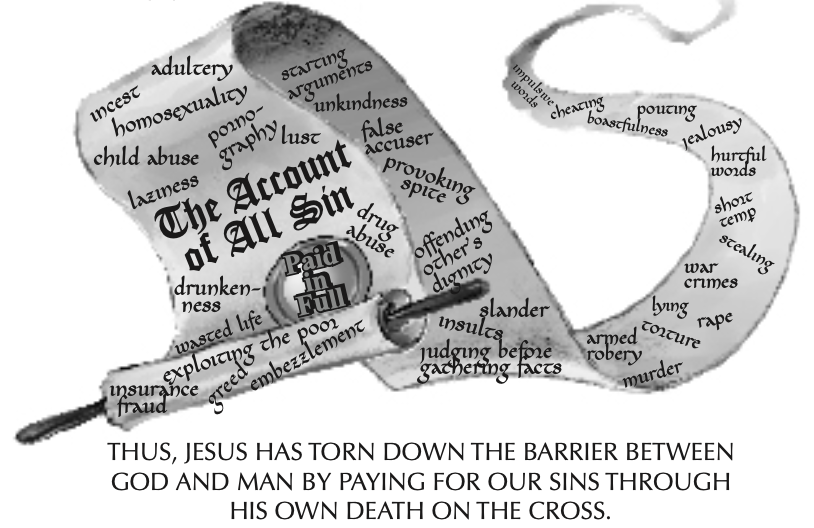 adultery
incest
homosexuality
porno-
graphy
lust
child abuse
laziness
The Account
of All Sin
drug
abuse
Paid
in
Full
drunken-
ness
wasted life
exploiting the poor
greed
embezzlement
insurance
fraud
starting
arguments
unkindness
false
accuser
provoking
spite
offending
other's
dignity
slander
insults
judging before
gathering facts
impulsive
words
cheating
boastfulness
pouting
jealousy
hurtful
words
short
temp
stealing
war
crimes
lying
rape
torture
armed
robbery
murder
THUS, JESUS HAS TORN DOWN THE BARRIER BETWEEN
GOD AND MAN BY PAYING FOR OUR SINS THROUGH
HIS OWN DEATH ON THE CROSS.